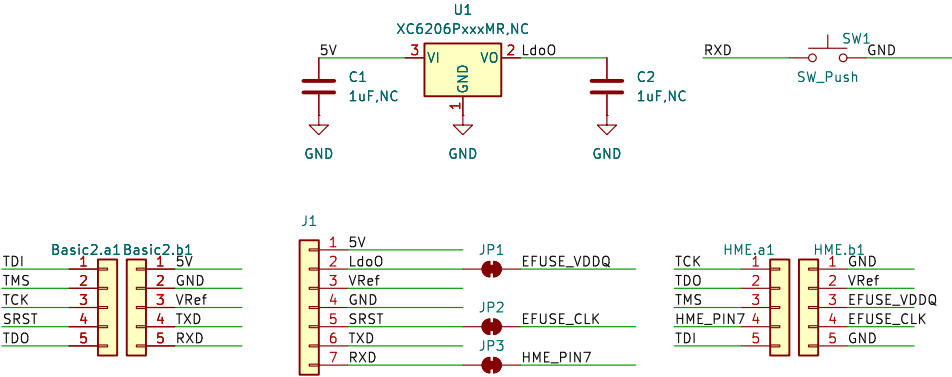 U1
XC6206PxxxMR,NC
5V 3 VI VO 2 LdoO
GND
1
C1
1uF,NC
C2
1uF,NC
GND
GND
GND
RXD SW1 GND
SW_Push
Basic2.a1 Basic2.b1
TDI 1 1 5V
TMS 2 2 GND
TCK 3 3 VRef
SRST 4 4 TXD
TDO 5 5 RXD
J1
1 5V
2 LdoO JP1 EFUSE_VDDQ
3 VRef
4 GND
5 SRST JP2 EFUSE_CLK
6 TXD
7 RXD JP3 HME_PIN7
HME.a1 HME.b1
TCK 1 1 GND
TDO 2 2 VRef
TMS 3 3 EFUSE_VDDQ
HME_PIN7 4 4 EFUSE_CLK
TDI 5 5 GND